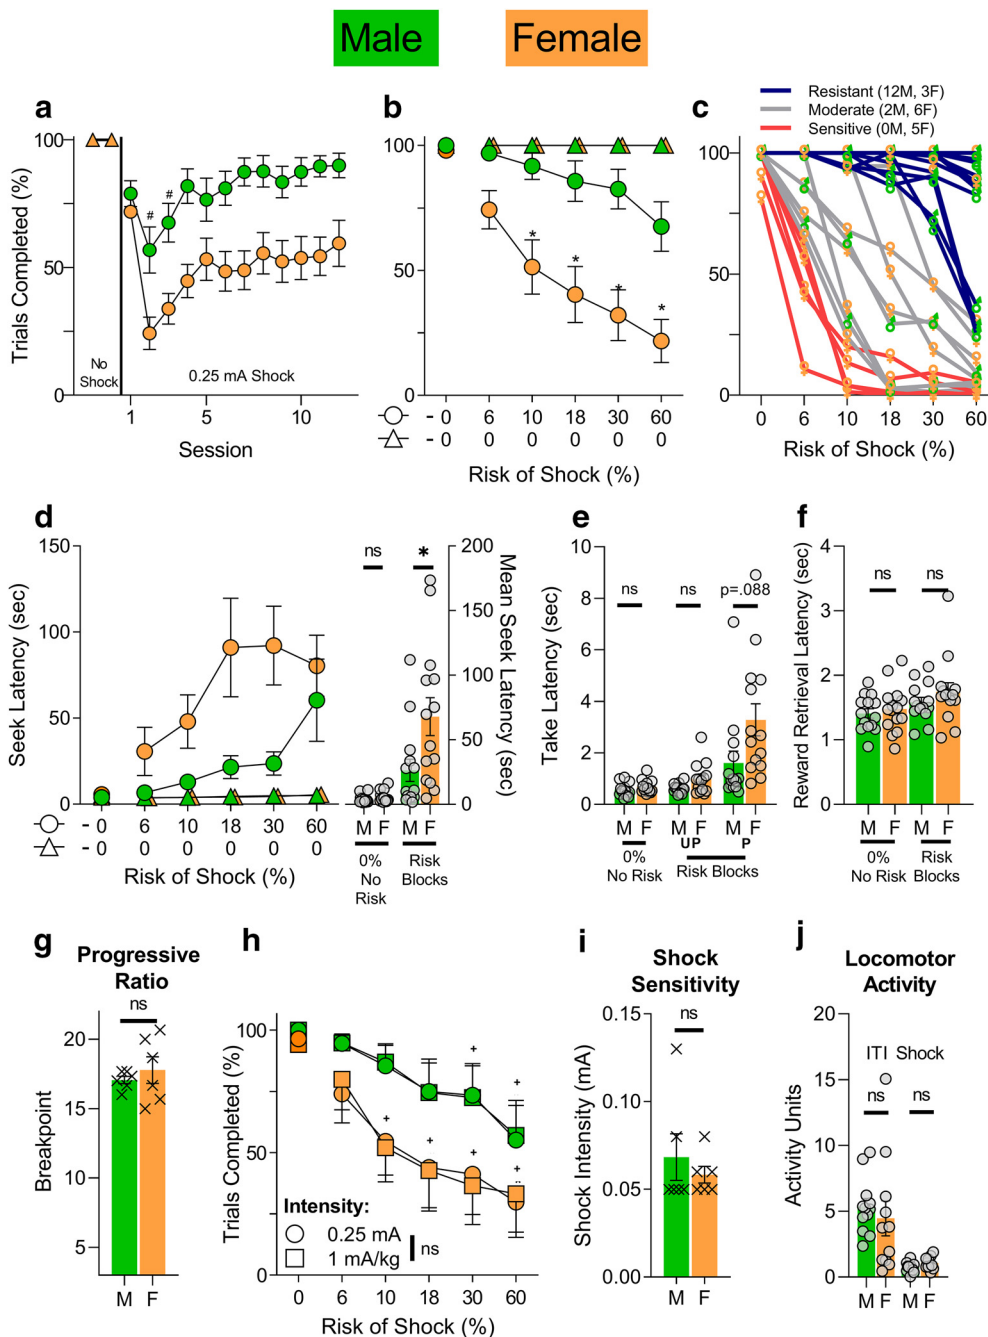 Male
Female
a
Trials Completed (%)
100
50
0
No
Shock
0.25 mA Shock
#
#
1
5
10
Session
b
100
50
0
*
*
*
*
- 0 6 10 18 30 60
- 0 0 0 0 0 0
Risk of Shock (%)
c
Resistant (12M, 3F)
Moderate (2M, 6F)
Sensitive (0M, 5F)
100
50
0
0 6 10 18 30 60
Risk of Shock (%)
d
Seek Latency (sec)
150
100
50
0
- 0 6 10 18 30 60
- 0 0 0 0 0 0
Risk of Shock (%)
ns
*
200
150
100
50
0
Mean Seek
Latency (sec)
M F M F
0%
No
Risk
Risk
Blocks
e
Take Latency (sec)
10
8
6
4
2
0
ns
ns
p=.088
M F M F M F
UP P
0%
No Risk
Risk Blocks
f
Reward Retrieval Latency (sec)
4
3
2
1
0
ns
ns
M F M F
0%
No Risk
Risk
Blocks
g
Progressive
Ratio
ns
Breakpoint
20
15
10
5
M F
h
Trials Completed (%)
100
50
0
+
+
+
+
+
+
Intensity:
0.25 mA
1 mA/kg
ns
0 6 10 18 30 60
Risk of Shock (%)
i
Shock
Sensitivity
ns
Shock Intensity (mA)
0.15
0.10
0.05
0.00
M F
j
Locomotor
Activity
Activity Units
20
15
10
5
0
ITI Shock
ns
ns
M F M F